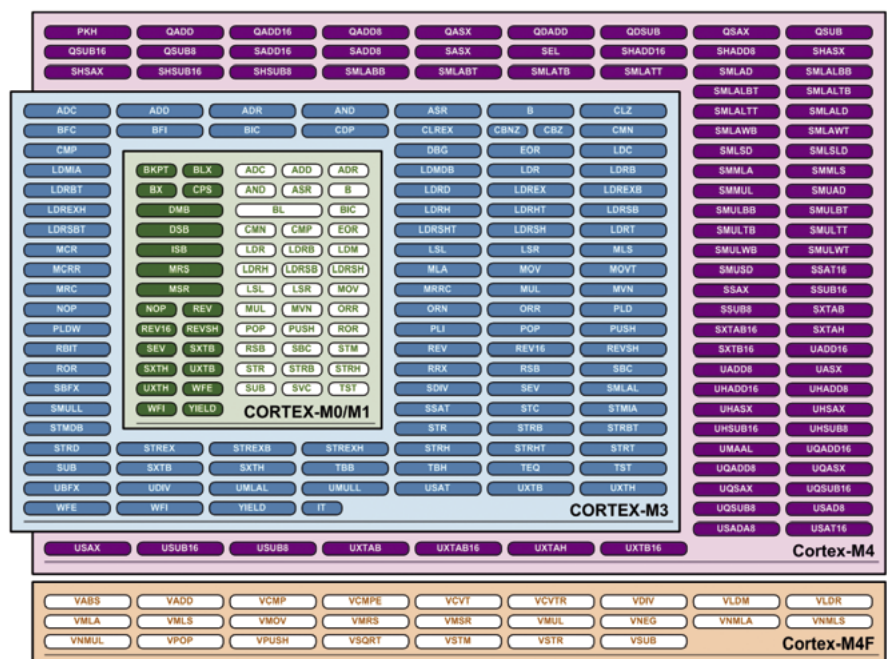 PKH QADD QADD16 QADD8 QASX QDADD QDSUB QSAX QSUB
QSUB16 QSUB8 SADD16 SADD8 SASX SEL SHADD16 SHADD8 SHASX
SHSAX SHSUB16 SHSUB8 SMLABB SMLABT SMLATB SMLATT SMLAD SMLALBB
SMLALBT SMLALTB
ADC ADD ADR AND ASR B CLZ SMLALTT SMLALD
BFC BFI BIC CDP CLREX CBNZ CBZ CMN SMLAWB SMLAWT
CMP DBG EOR LDC SMLSD SMLSLD
LDMIA BKPT BLX ADC ADD ADR LDMDB LDR LDRB SMMLA SMMLS
LDRBT BX CPS AND ASR B LDRD LDREX LDREXB SMMUL SMUAD
LDREXH DMB BL BIC LDRH LDRHT LDRSB SMULBB SMULBT
LDRSBT DSB CMN CMP EOR LDRSHT LDRSH LDRT SMULTB SMULTT
MCR ISB LDR LDRB LDM LSL LSR MLS SMULWB SMULWT
MCRR MRS LDRH LDRSB LDRSH MLA MOV MOVT SMUSD SSAT16
MRC MSR LSL LSR MOV MRRC MUL MVN SSAX SSUB16
NOP NOP REV MUL MVN ORR ORN ORR PLD SSUB8 SXTAB
PLDW REV16 REVSH POP PUSH ROR PLI POP PUSH SXTAB16 SXTAH
RBIT SEV SXTB RSB SBC STM REV REV16 REVSH SXTB16 UADD16
ROR SXTH UXTB STR STRB STRH RRX RSB SBC UADD8 UASX
SBFX UXTH WFE SUB SVC TST SDIV SEV SMLAL UHADD16 UHADD8
SMULL WFI YIELD CORTEX-M0/M1 SSAT STC STMIA UHASX UHSAX
STMDB STR STRB STRBT UHSUB16 UHSUB8
STRD STREX STREXB STREXH STRH STRHT STRT UMAAL UQADD16
SUB SXTB SXTH TBB TBH TEQ TST UQADD8 UQASX
UBFX UDIV UMLAL UMULL USAT UXTB UXTH UQSAX UQSUB16
WFE WFI YIELD IT CORTEX-M3 UQSUB8 USAD8
USADA8 USAT16
USAX USUB16 USUB8 UXTAB UXTAB16 UXTAH UXTB16 Cortex-M4
VABS VADD VCMP VCMPE VCVT VCVTR VDIV VLDM VLDR
VMLA VMLS VMOV VMRS VMSR VMUL VNEG VNMLA VNMLS
VNMUL VPOP VPUSH VSQRT VSTM VSTR VSUB Cortex-M4F